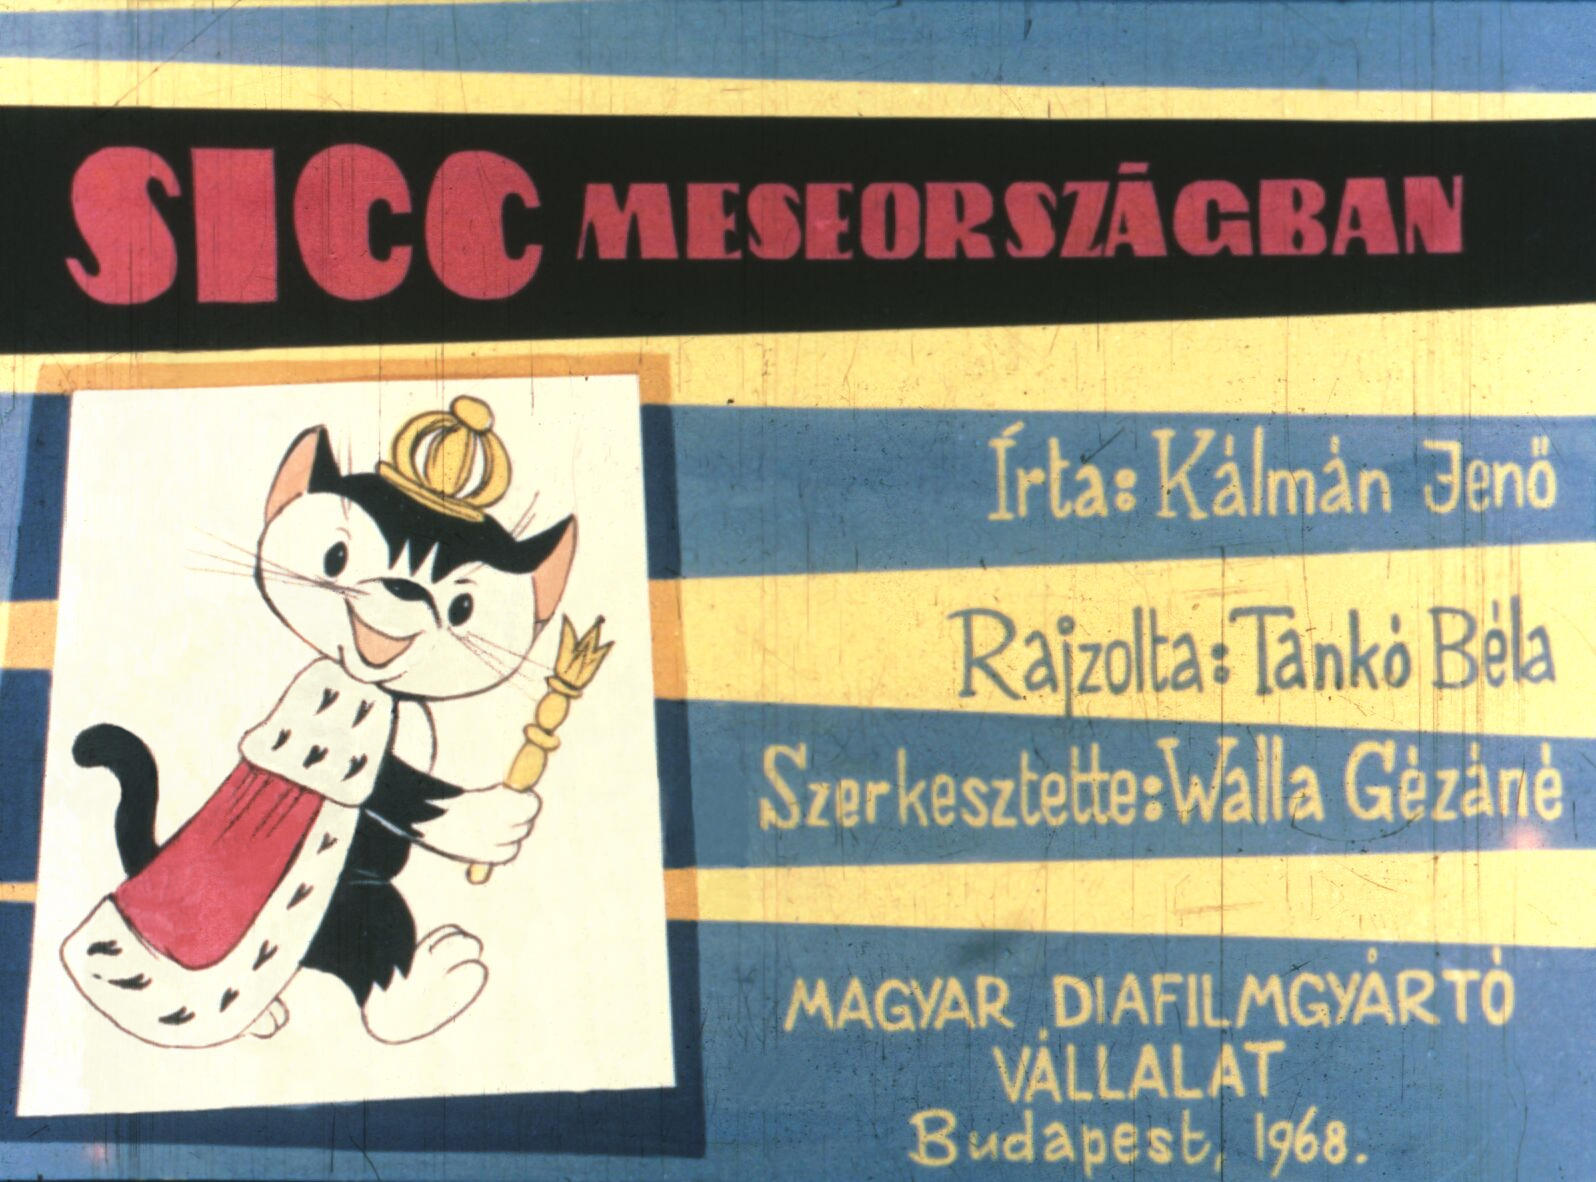 SICC MESEORSZÁGBAN
Írta: Kálmán Jenő
Rajzolta: Tankó Béla
Szerkesztette: Walla Gézáné
MAGYAR DIAFILMGYÁRTÓ
VÁLLALAT
Budapest, 1968.